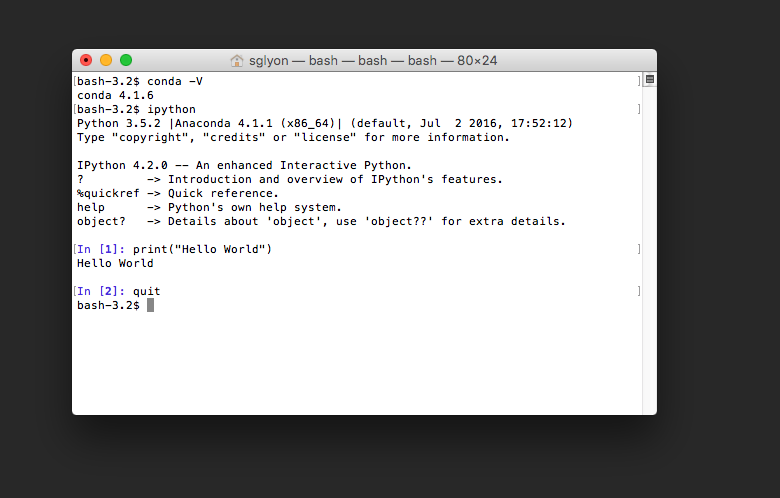 sglyon — bash — bash — bash — 80×24
[bash-3.2$ conda -V ]
conda 4.1.6
[bash-3.2$ ipython ]
Python 3.5.2 |Anaconda 4.1.1 (x86_64)| (default, Jul  2 2016, 17:52:12)
Type "copyright", "credits" or "license" for more information.
IPython 4.2.0 -- An enhanced Interactive Python.
?         -> Introduction and overview of IPython's features.
%quickref -> Quick reference.
help      -> Python's own help system.
object?   -> Details about 'object', use 'object??' for extra details.
[In [1]: print("Hello World") ]
Hello World
[In [2]: quit ]
bash-3.2$